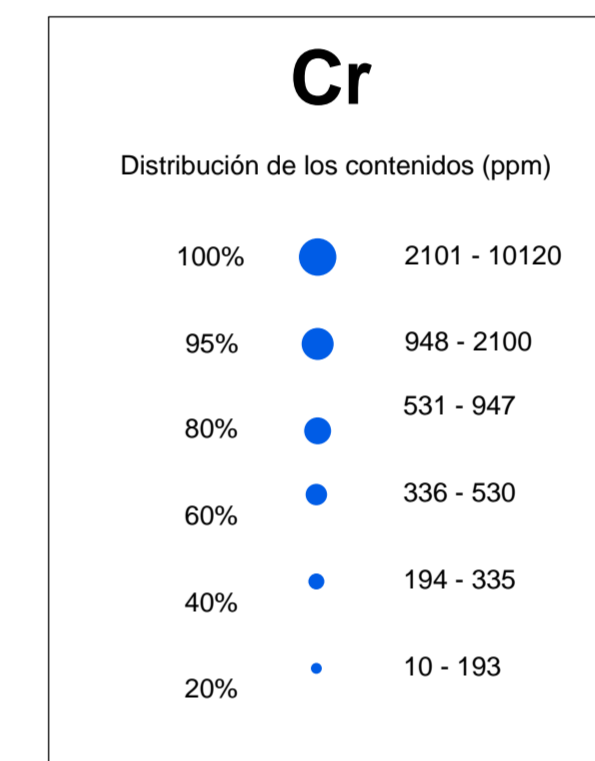 Cr
Distribución de los contenidos (ppm)
100% 2101 - 10120
95% 948 - 2100
80% 531 - 947
60% 336 - 530
40% 194 - 335
20% 10 - 193